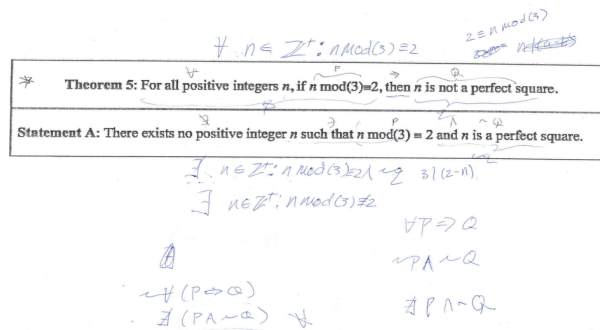 2 ≡ n mod(3)
∀ n ∈ Z⁺: n mod(3) ≡ 2
∀ P ⇒ Q
* Theorem 5: For all positive integers n, if n mod(3)=2, then n is not a perfect square.
∄ P ∧ ~Q
Statement A: There exists no positive integer n such that n mod(3) = 2 and n is a perfect square.
∃ n ∈ Z⁺: n mod(3) ≡ 2 ∧ ~q 3|(2-n)
∃ n ∈ Z⁺: n mod(3) ≢ 2
∀P ⇒ Q
~P ∧ ~Q
~∀ (P ⇒ Q)
∄ (P ∧ ~Q) ∄ P ∧ ~Q